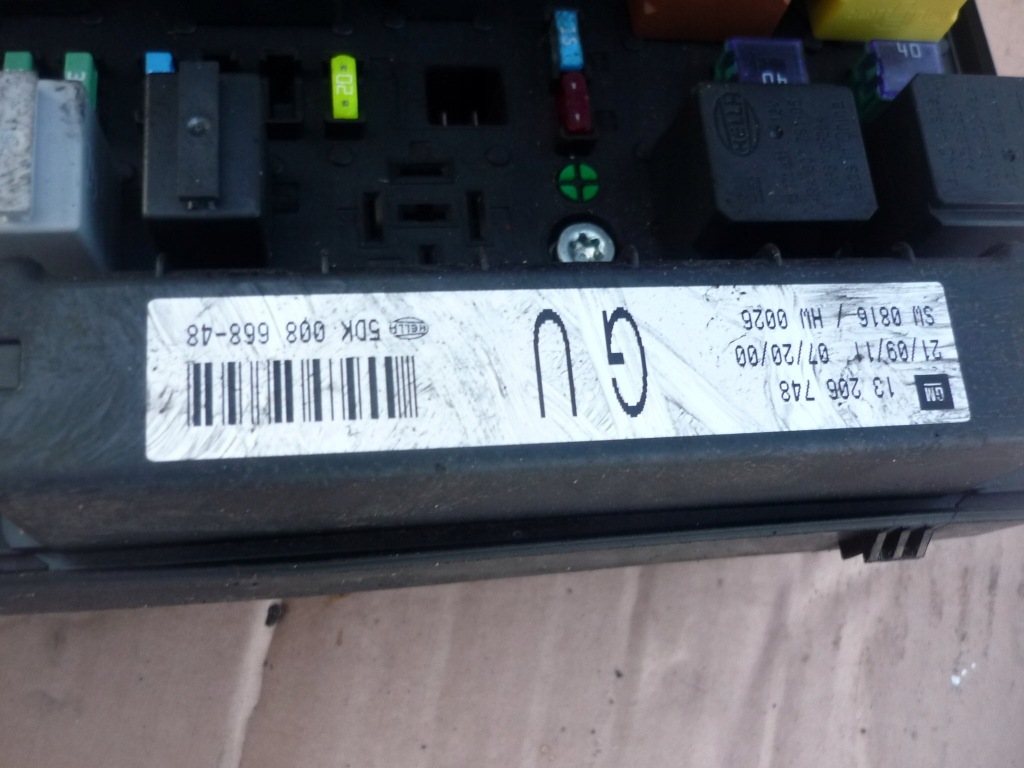 GM 13 206 748
21/09/11 07/20/00
SW 0816 / HW 0026
GU
HELLA 5DK 008 668-48
20
15
40
40
HELLA